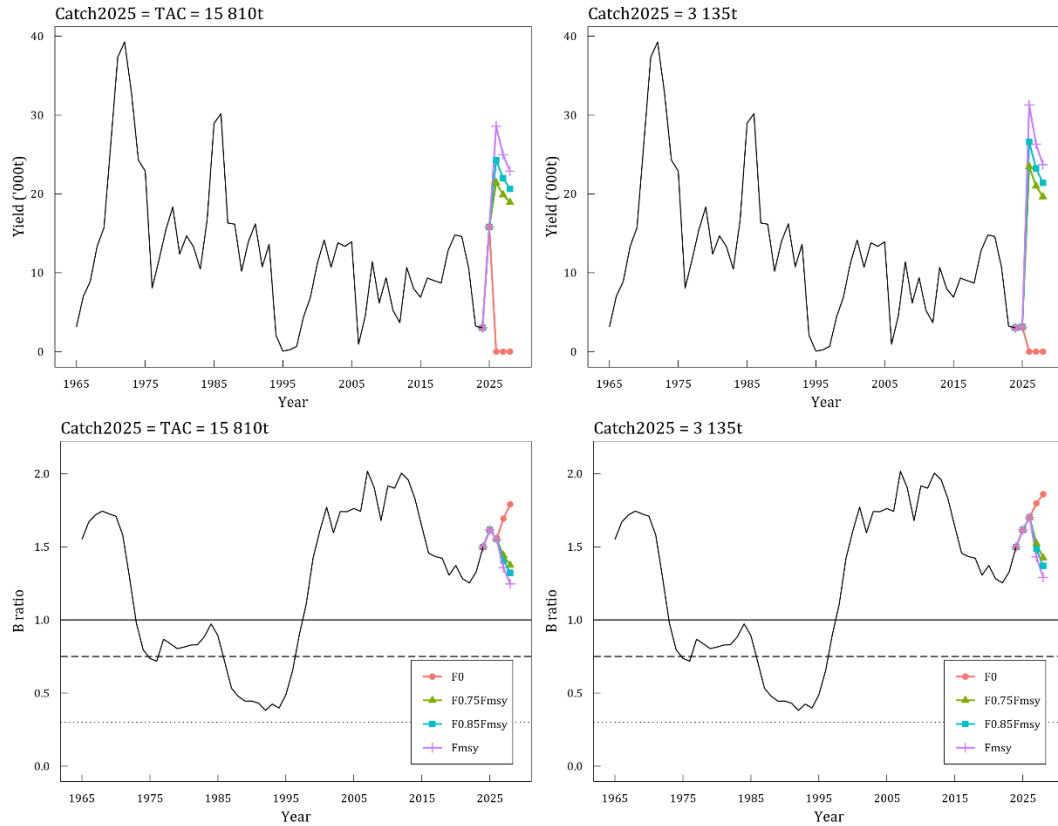 Catch2025 = TAC = 15 810t
Yield ('000t)
40
30
20
10
0
1965 1975 1985 1995 2005 2015 2025
Year
Catch2025 = 3 135t
Yield ('000t)
40
30
20
10
0
1965 1975 1985 1995 2005 2015 2025
Year
Catch2025 = TAC = 15 810t
B ratio
2.0
1.5
1.0
0.5
0.0
F0
F0.75Fmsy
F0.85Fmsy
Fmsy
1965 1975 1985 1995 2005 2015 2025
Year
Catch2025 = 3 135t
B ratio
2.0
1.5
1.0
0.5
0.0
F0
F0.75Fmsy
F0.85Fmsy
Fmsy
1965 1975 1985 1995 2005 2015 2025
Year